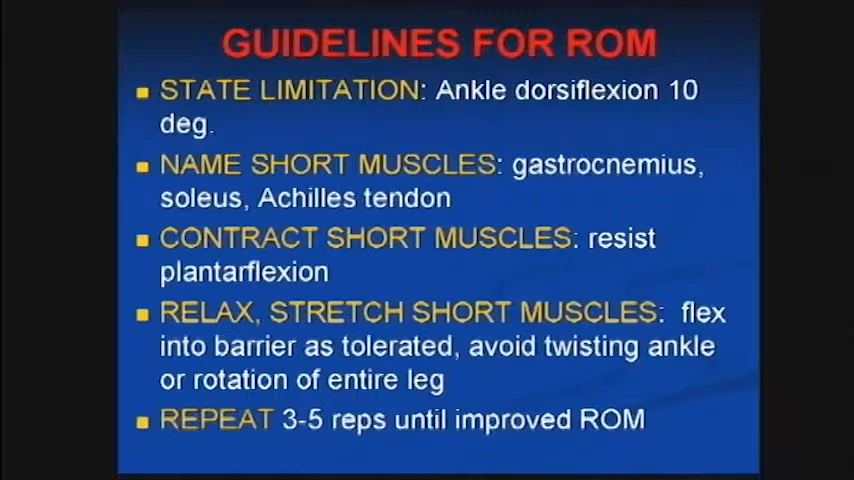 GUIDELINES FOR ROM
STATE LIMITATION: Ankle dorsiflexion 10
deg.
NAME SHORT MUSCLES: gastrocnemius,
soleus, Achilles tendon
CONTRACT SHORT MUSCLES: resist
plantarflexion
RELAX, STRETCH SHORT MUSCLES: flex
into barrier as tolerated, avoid twisting ankle
or rotation of entire leg
REPEAT 3-5 reps until improved ROM